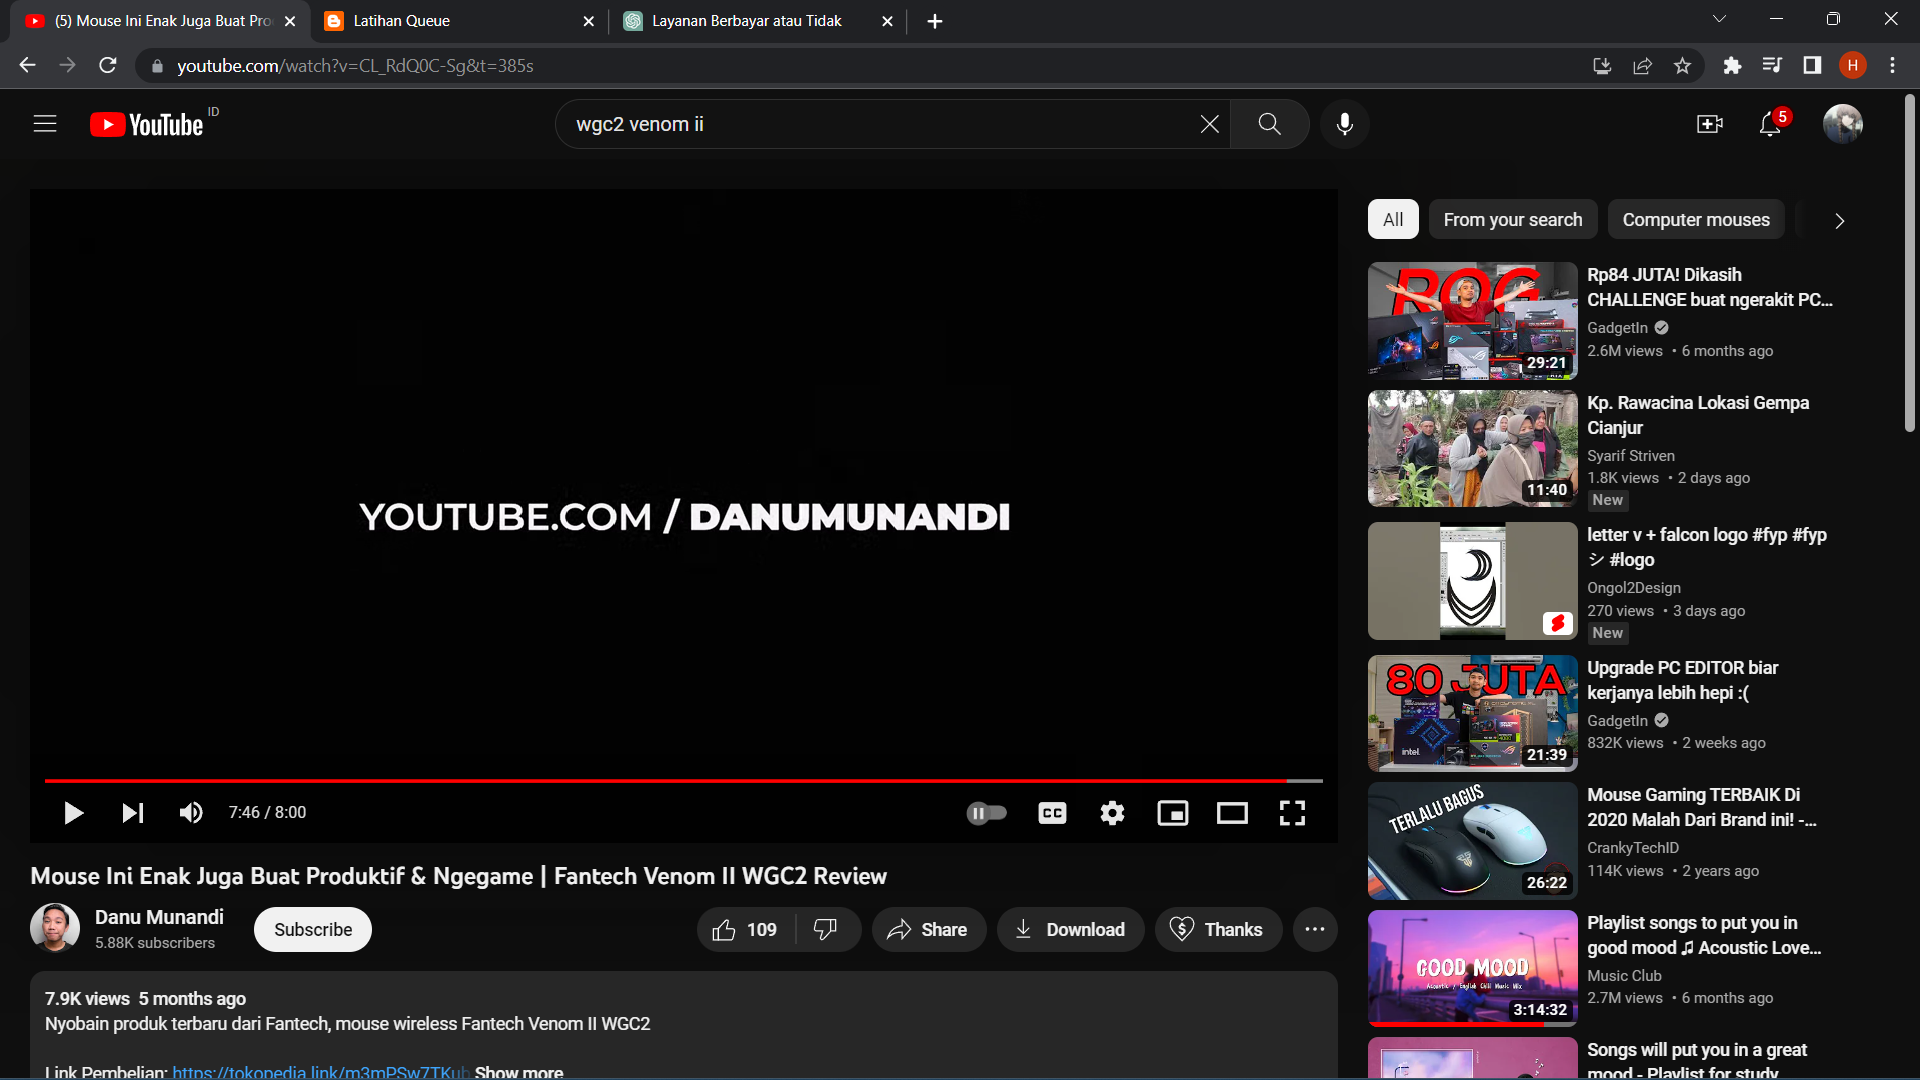 (5) Mouse Ini Enak Juga Buat Pro
Latihan Queue
Layanan Berbayar atau Tidak
youtube.com/watch?v=CL_RdQ0C-Sg&t=385s
H
YouTube ID
wgc2 venom ii
5
YOUTUBE.COM / DANUMUNANDI
7:46 / 8:00
CC
Mouse Ini Enak Juga Buat Produktif & Ngegame | Fantech Venom II WGC2 Review
Danu Munandi
5.88K subscribers
Subscribe
109
Share
Download
Thanks
7.9K views 5 months ago
Nyobain produk terbaru dari Fantech, mouse wireless Fantech Venom II WGC2
Link Pembelian: https://tokopedia.link/m3mPSw7TKub Show more
All
From your search
Computer mouses
ROG
29:21
Rp84 JUTA! Dikasih
CHALLENGE buat ngerakit PC...
GadgetIn
2.6M views • 6 months ago
11:40
Kp. Rawacina Lokasi Gempa
Cianjur
Syarif Striven
1.8K views • 2 days ago
New
letter v + falcon logo #fyp #fyp
シ #logo
Ongol2Design
270 views • 3 days ago
New
80 JUTA
intel.
21:39
Upgrade PC EDITOR biar
kerjanya lebih hepi :(
GadgetIn
832K views • 2 weeks ago
TERLALU BAGUS
26:22
Mouse Gaming TERBAIK Di
2020 Malah Dari Brand ini! -...
CrankyTechID
114K views • 2 years ago
GOOD MOOD
Acoustic / English Chill Music Mix
3:14:32
Playlist songs to put you in
good mood ♫ Acoustic Love...
Music Club
2.7M views • 6 months ago
Songs will put you in a great
mood - Playlist for study